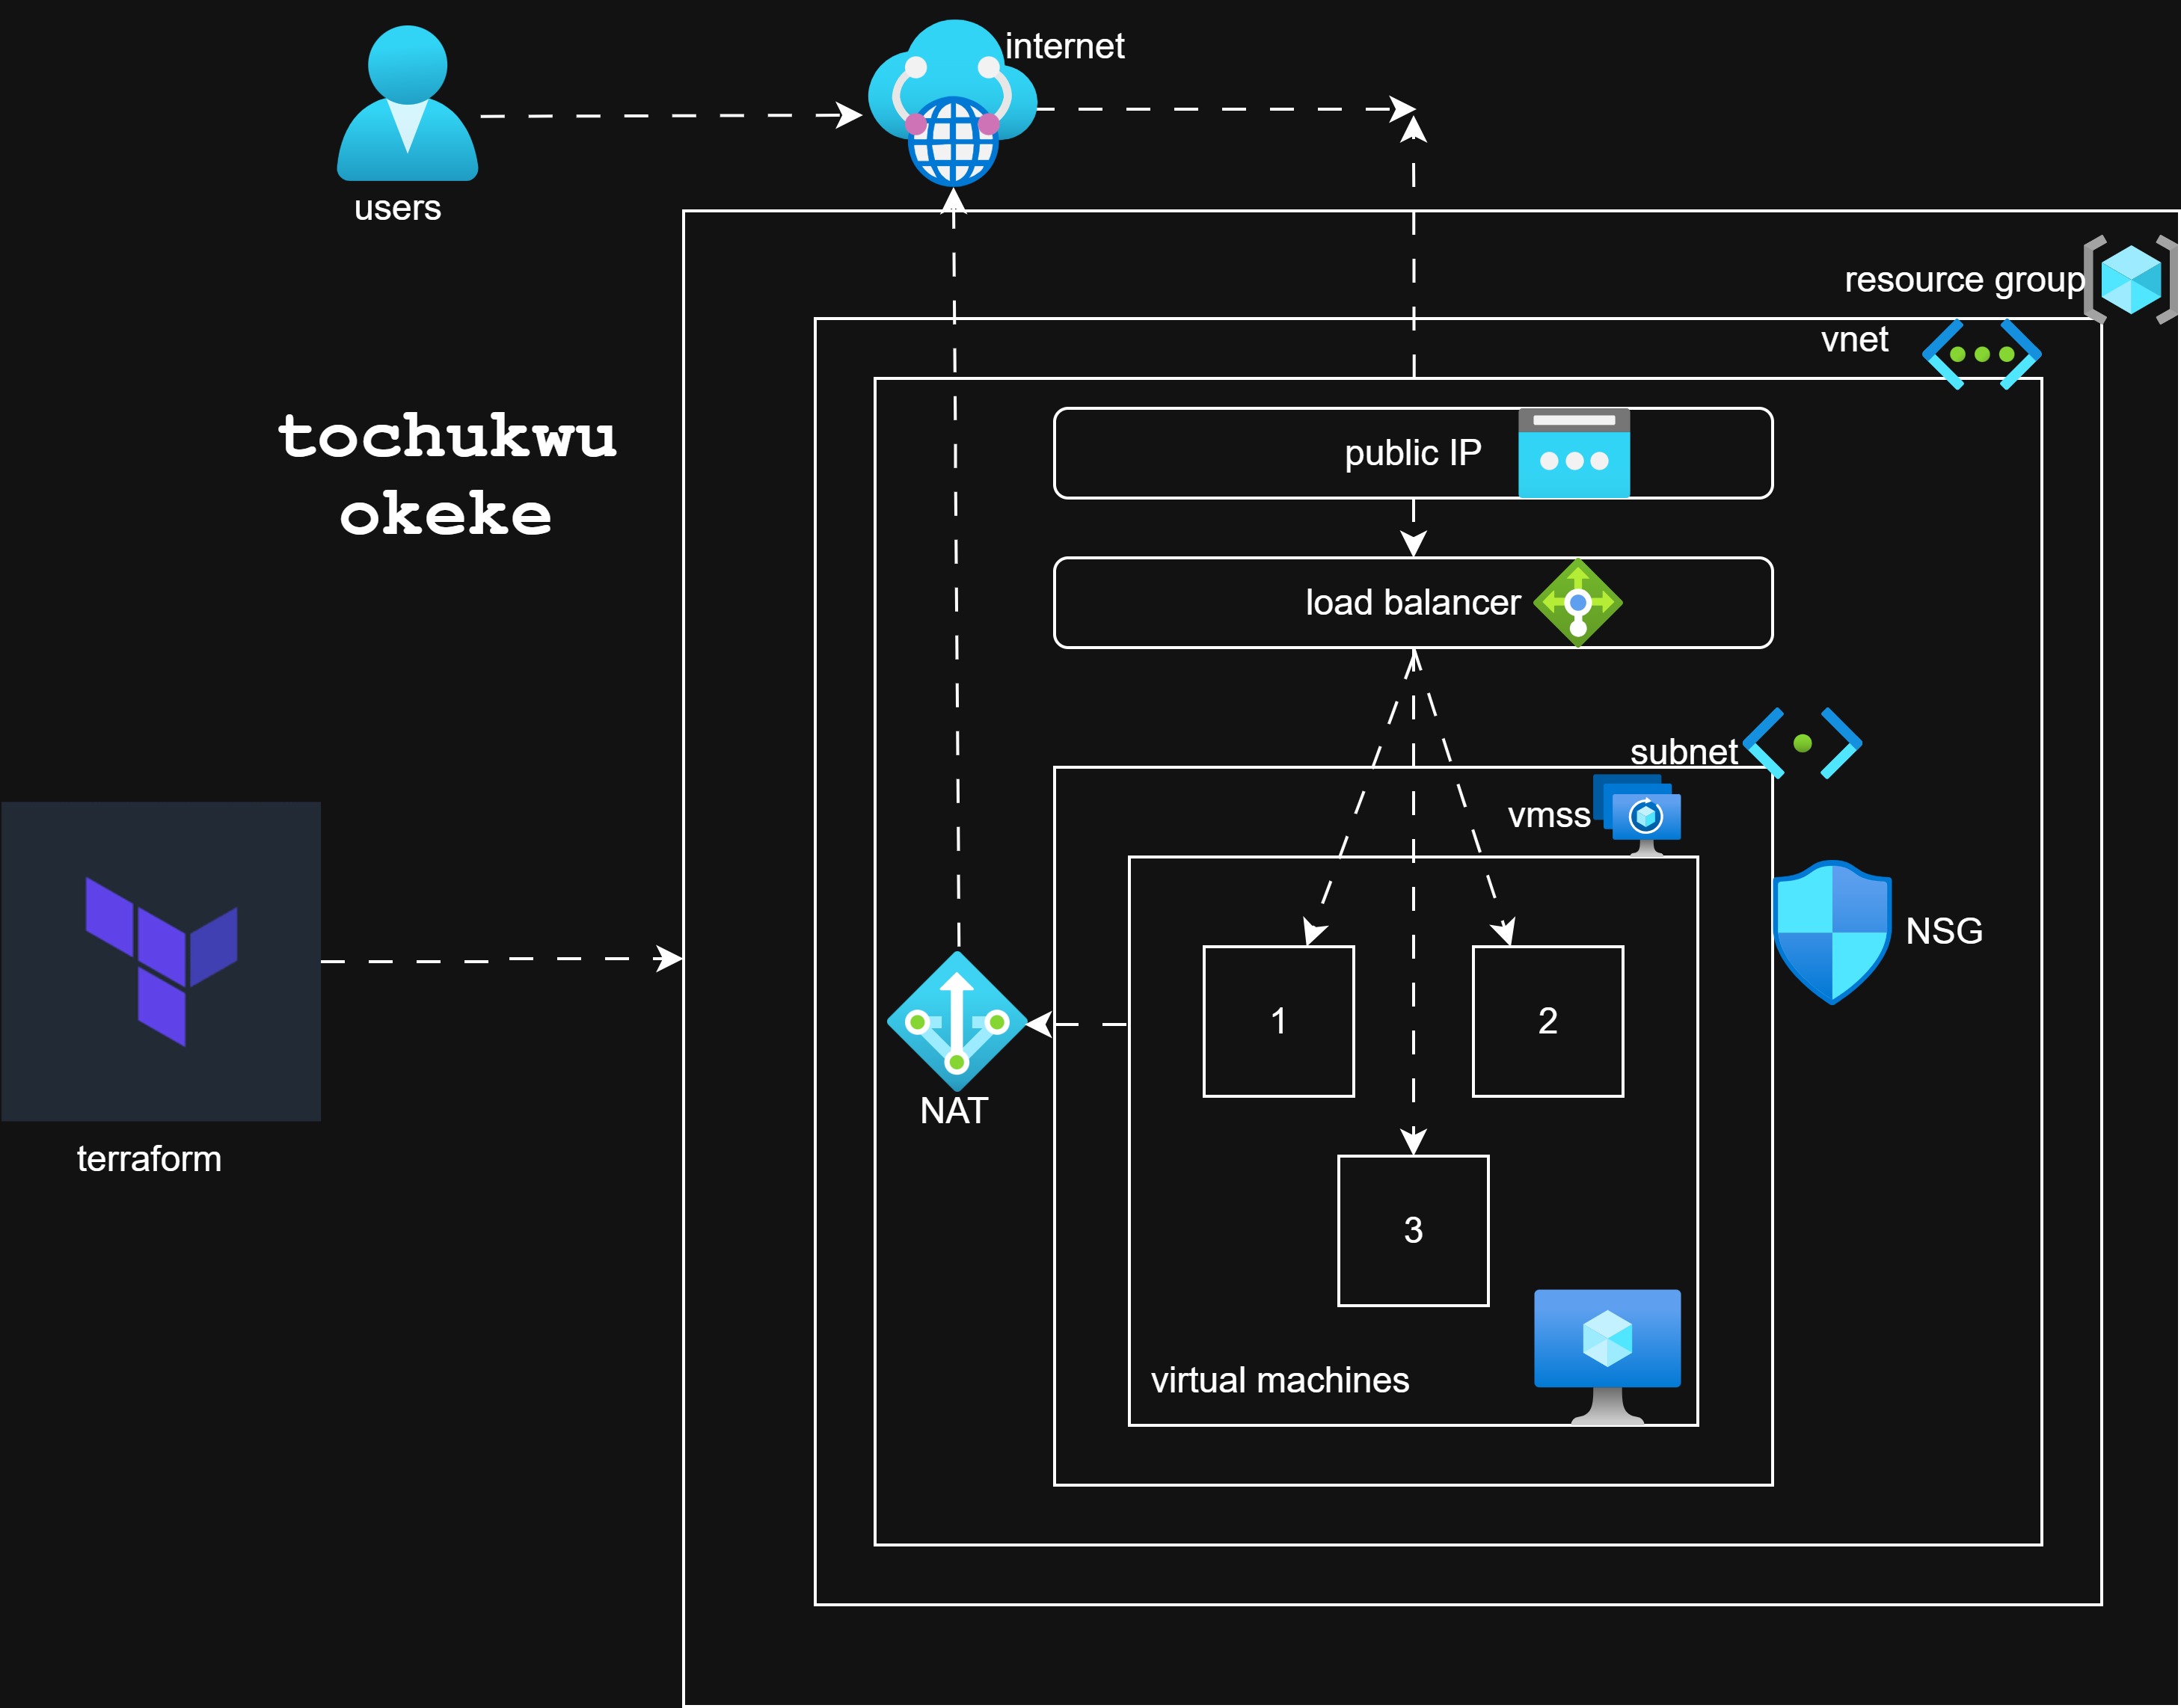 internet
users
resource group
vnet
tochukwu
okeke
public IP
load balancer
subnet
vmss
NSG
1
2
NAT
terraform
3
virtual machines